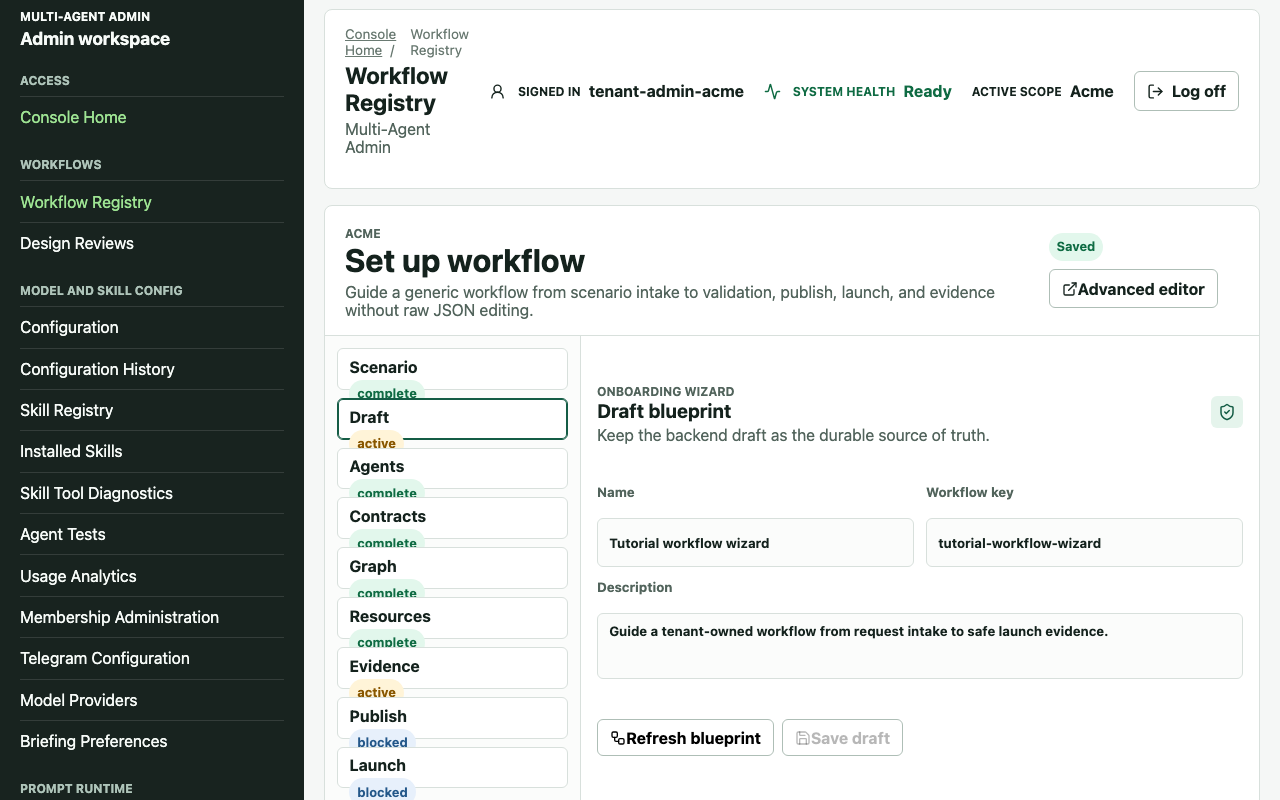 MULTI-AGENT ADMIN
Admin workspace
ACCESS
Console Home
WORKFLOWS
Workflow Registry
Design Reviews
MODEL AND SKILL CONFIG
Configuration
Configuration History
Skill Registry
Installed Skills
Skill Tool Diagnostics
Agent Tests
Usage Analytics
Membership Administration
Telegram Configuration
Model Providers
Briefing Preferences
PROMPT RUNTIME
Console Home / Workflow Registry
Workflow Registry
Multi-Agent Admin
SIGNED IN tenant-admin-acme
SYSTEM HEALTH Ready
ACTIVE SCOPE Acme
Log off
ACME
Set up workflow
Guide a generic workflow from scenario intake to validation, publish, launch, and evidence
without raw JSON editing.
Saved
Advanced editor
Scenario
complete
Draft
active
Agents
complete
Contracts
complete
Graph
complete
Resources
complete
Evidence
active
Publish
blocked
Launch
blocked
ONBOARDING WIZARD
Draft blueprint
Keep the backend draft as the durable source of truth.
Name
Tutorial workflow wizard
Workflow key
tutorial-workflow-wizard
Description
Guide a tenant-owned workflow from request intake to safe launch evidence.
Refresh blueprint
Save draft